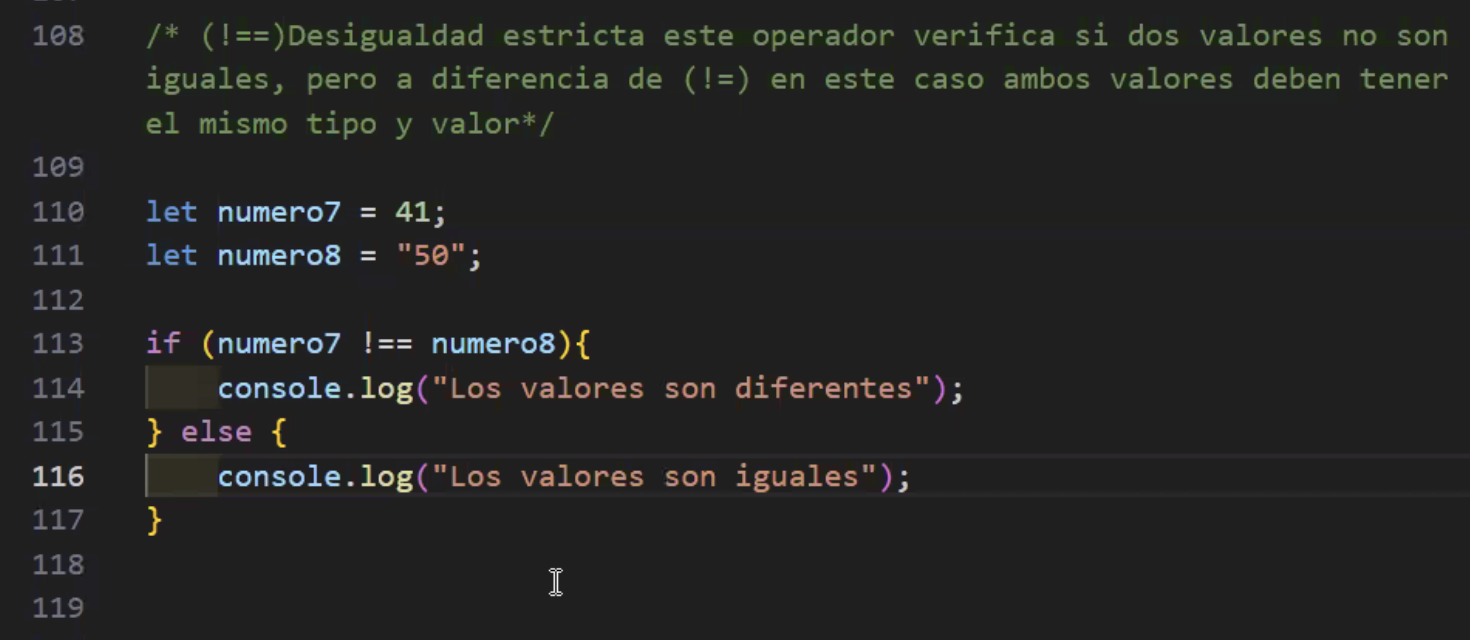 108 /* (!==)Desigualdad estricta este operador verifica si dos valores no son
iguales, pero a diferencia de (!=) en este caso ambos valores deben tener
el mismo tipo y valor*/
109
110 let numero7 = 41;
111 let numero8 = "50";
112
113 if (numero7 !== numero8){
114     console.log("Los valores son diferentes");
115 } else {
116     console.log("Los valores son iguales");
117 }
118
119